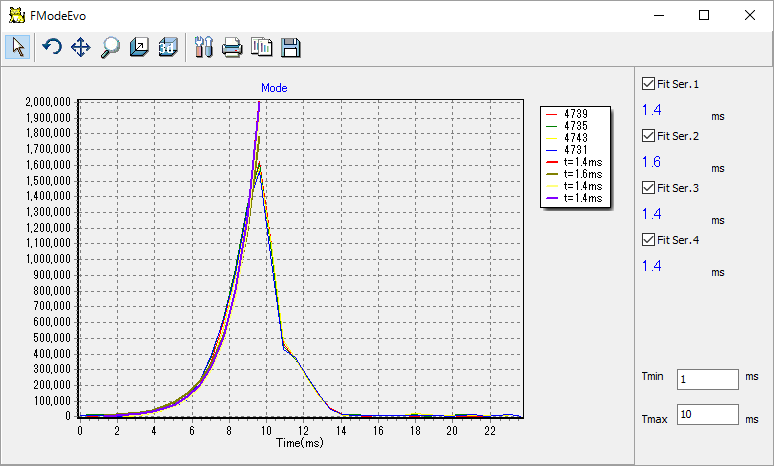 FModeEvo
3D
Mode
2,000,000
1,900,000
1,800,000
1,700,000
1,600,000
1,500,000
1,400,000
1,300,000
1,200,000
1,100,000
1,000,000
900,000
800,000
700,000
600,000
500,000
400,000
300,000
200,000
100,000
0
0 2 4 6 8 10 12 14 16 18 20 22
Time(ms)
4739
4735
4743
4731
t=1.4ms
t=1.6ms
t=1.4ms
t=1.4ms
Fit Ser.1
1.4 ms
Fit Ser.2
1.6 ms
Fit Ser.3
1.4 ms
Fit Ser.4
1.4 ms
Tmin 1 ms
Tmax 10 ms